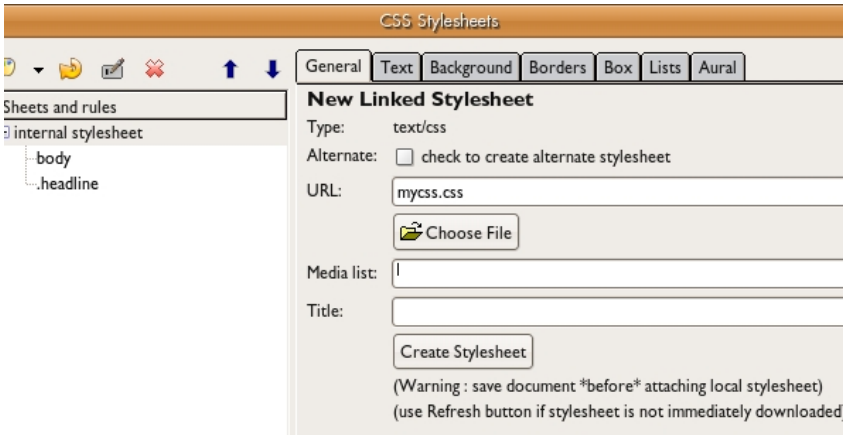 CSS Stylesheets
General Text Background Borders Box Lists Aural
Sheets and rules
internal stylesheet
body
.headline
New Linked Stylesheet
Type: text/css
Alternate: check to create alternate stylesheet
URL: mycss.css
Choose File
Media list:
Title:
Create Stylesheet
(Warning : save document *before* attaching local stylesheet)
(use Refresh button if stylesheet is not immediately downloaded)